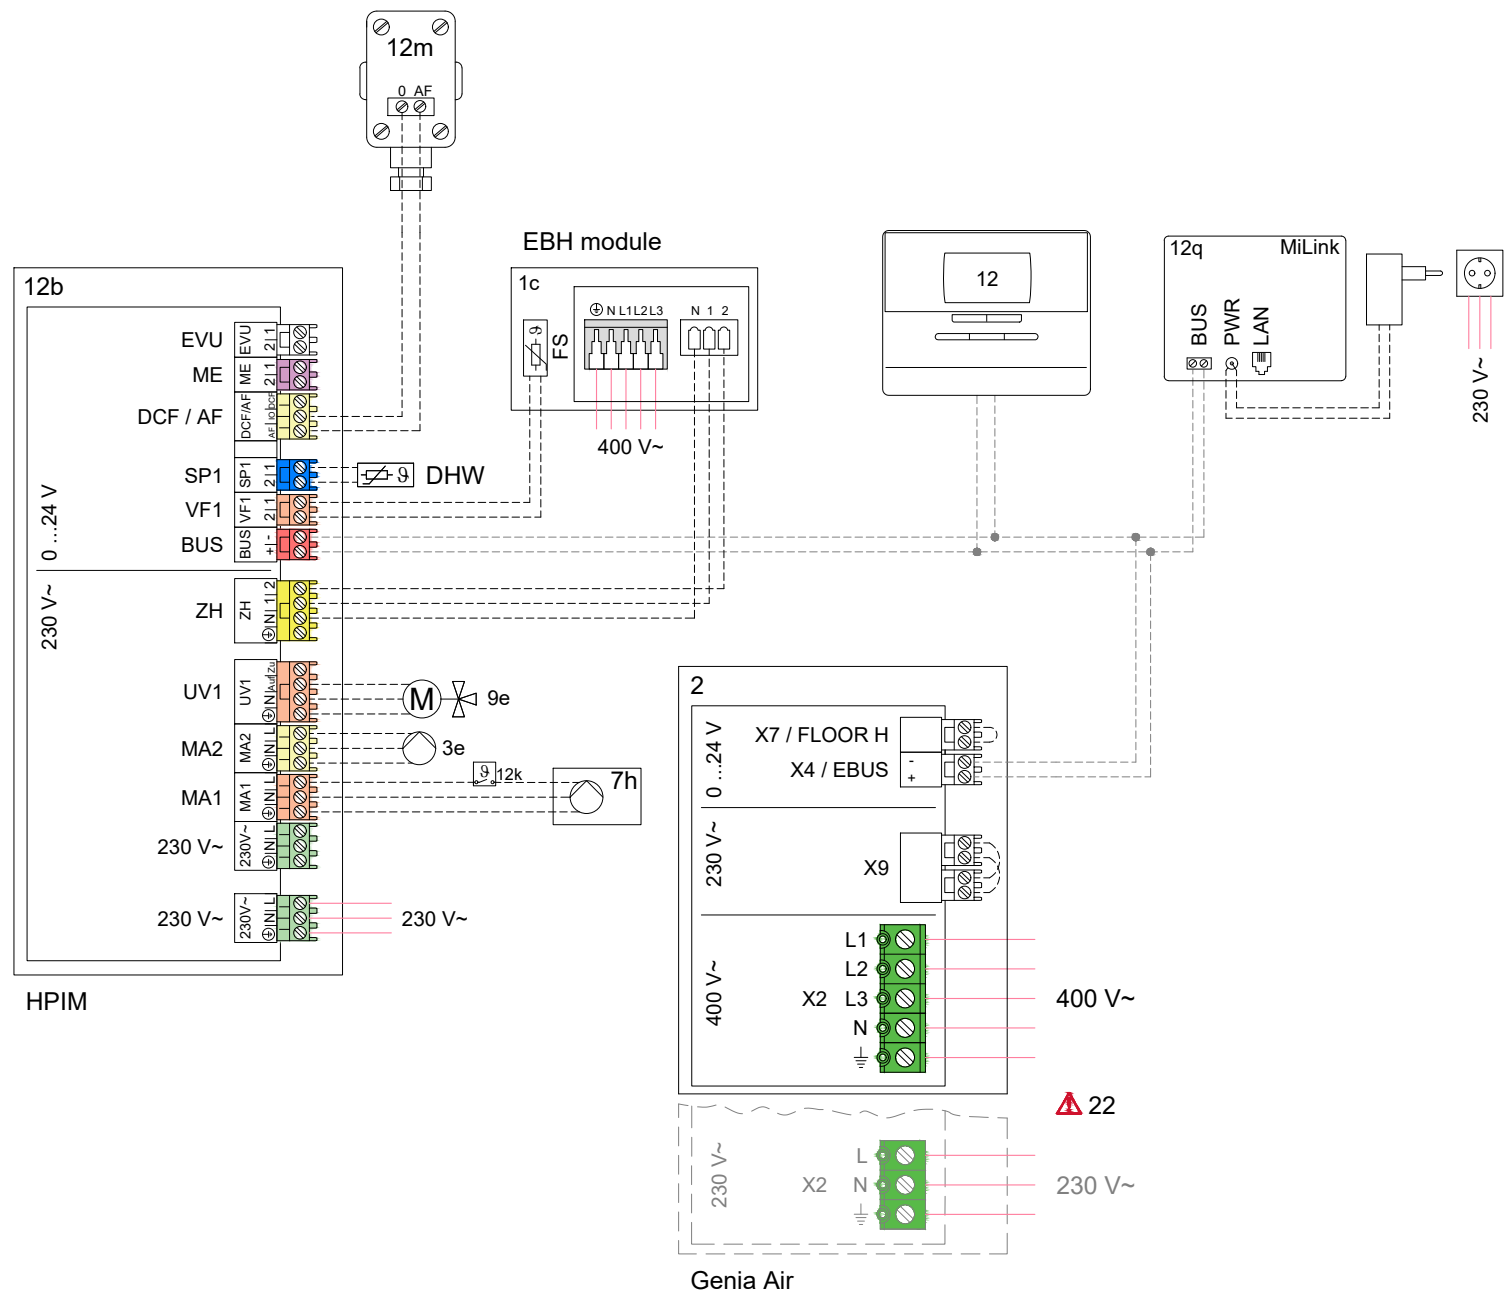 12m
0 AF
EBH module
12b
1c
FS
N L1 L2 L3
N 1 2
400 V~
12
12q
MiLink
BUS
PWR
LAN
230 V~
0 ...24 V
EVU
EVU
2|1
ME
ME
2|1
DCF / AF
DCF/AF
AF |O|DCF
SP1
SP1
2|1
DHW
VF1
VF1
2|1
BUS
BUS
+|-
230 V~
ZH
ZH
|N|1|2
UV1
UV1
|N|Auf|Zu
M
9e
MA2
MA2
|N|L
3e
MA1
MA1
|N|L
12k
7h
230 V~
230V~
|N|L
230 V~
230V~
|N|L
230 V~
HPIM
2
0 ...24 V
X7 / FLOOR H
X4 / EBUS
-
+
230 V~
X9
400 V~
L1
L2
X2 L3
N
400 V~
22
230 V~
L
X2 N
230 V~
Genia Air